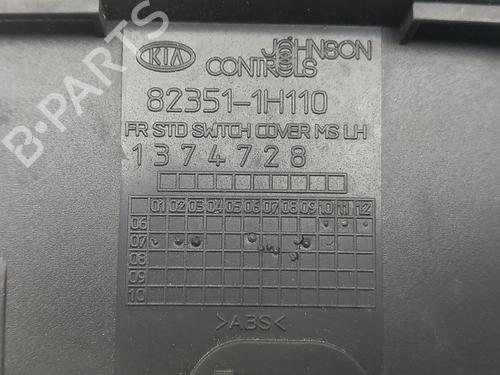 KIA JOHNSON CONTROLS
82351-1H110
FR STD SWITCH COVER MS LH
1374728
01 02 03 04 05 06 07 08 09 10 11 12
06
07
08
09
10
>ABS<